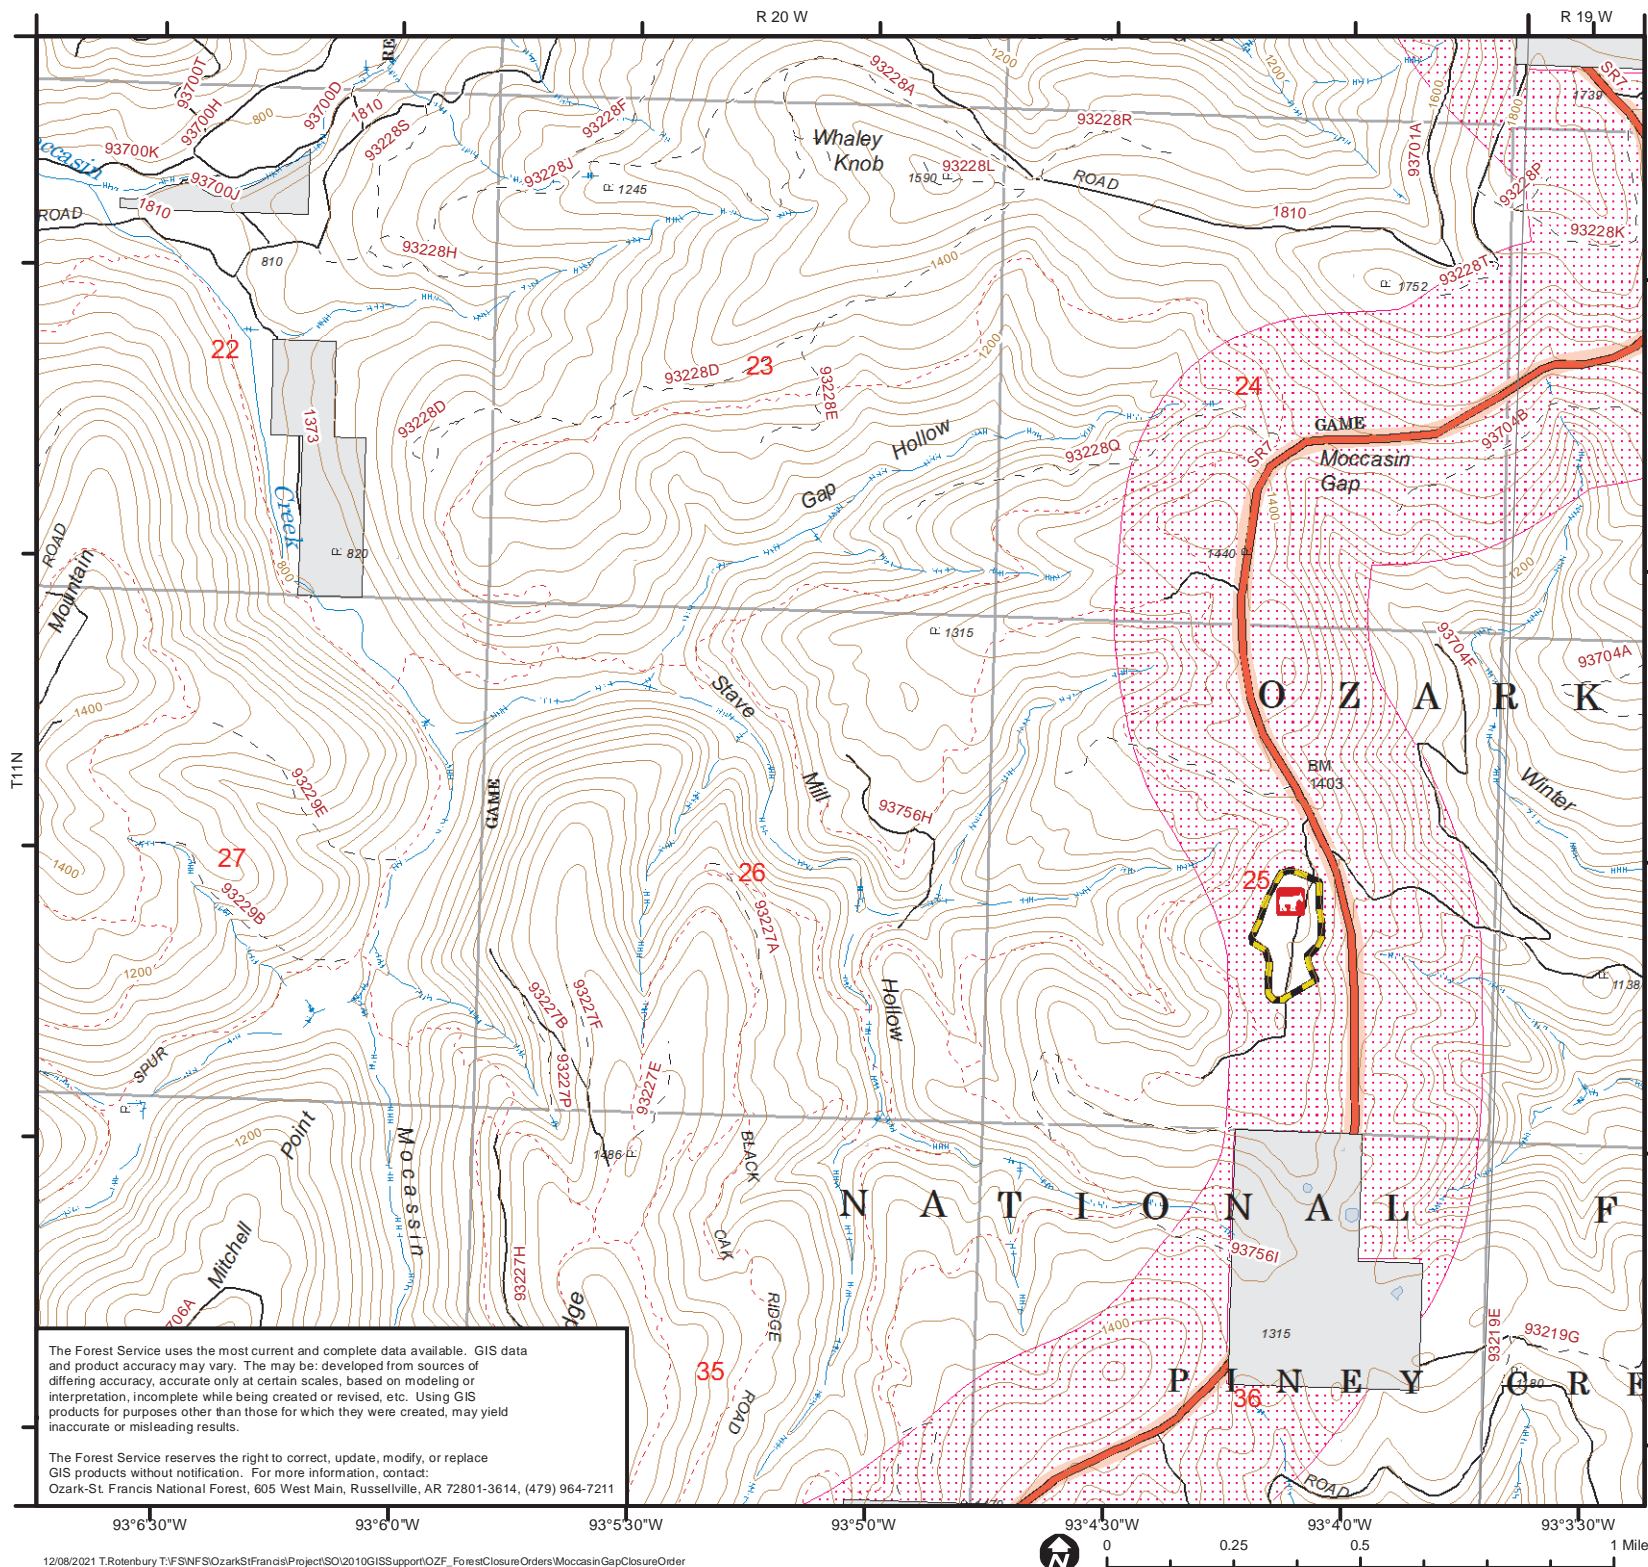 R 20 W
R 19 W
RE
93700T
93700H
800
93700D
1810
93228S
93228F
93228A
1200
93228R
1200
1600
1800
SR7
1739
93701A
93700K
93700J
1810
93228J
1245
Whaley
Knob
1590
93228L
ROAD
1810
93228P
93228K
93228T
1752
ROAD
810
93228H
1400
22
23
24
93228D
93228D
93228E
1200
1373
Hollow
Gap
93228Q
SR7
GAME
Moccasin
Gap
93704B
1400
1440
1200
Creek
820
800
ROAD
Mountain
1315
93704F
93704A
O Z A R K
1400
T11N
93229E
GAME
Stave
Mill
93756H
BM
1403
Winter
27
1400
93229B
26
93227A
25
1200
93227B
93227F
93227P
93227E
Hollow
1138
SPUR
Point
1200
Moccassin
1486
BLACK
OAK
RIDGE
ROAD
N A T I O N A L F
93756I
Mitchell
706A
93227H
dge
1400
1315
93219E
93219G
1180
P I N E Y C R E
35
36
ROAD
The Forest Service uses the most current and complete data available. GIS data
and product accuracy may vary. The may be: developed from sources of
differing accuracy, accurate only at certain scales, based on modeling or
interpretation, incomplete while being created or revised, etc. Using GIS
products for purposes other than those for which they were created, may yield
inaccurate or misleading results.
The Forest Service reserves the right to correct, update, modify, or replace
GIS products without notification. For more information, contact:
Ozark-St. Francis National Forest, 605 West Main, Russellville, AR 72801-3614, (479) 964-7211
93°6'30"W
93°6'0"W
93°5'30"W
93°5'0"W
93°4'30"W
93°4'0"W
93°3'30"W
N
0 0.25 0.5 1 Mile
12/08/2021 T.Rotenbury T:\FS\NFS\OzarkStFrancis\Project\SO\2010GISSupport\OZF_ForestClosureOrders\MoccasinGapClosureOrder